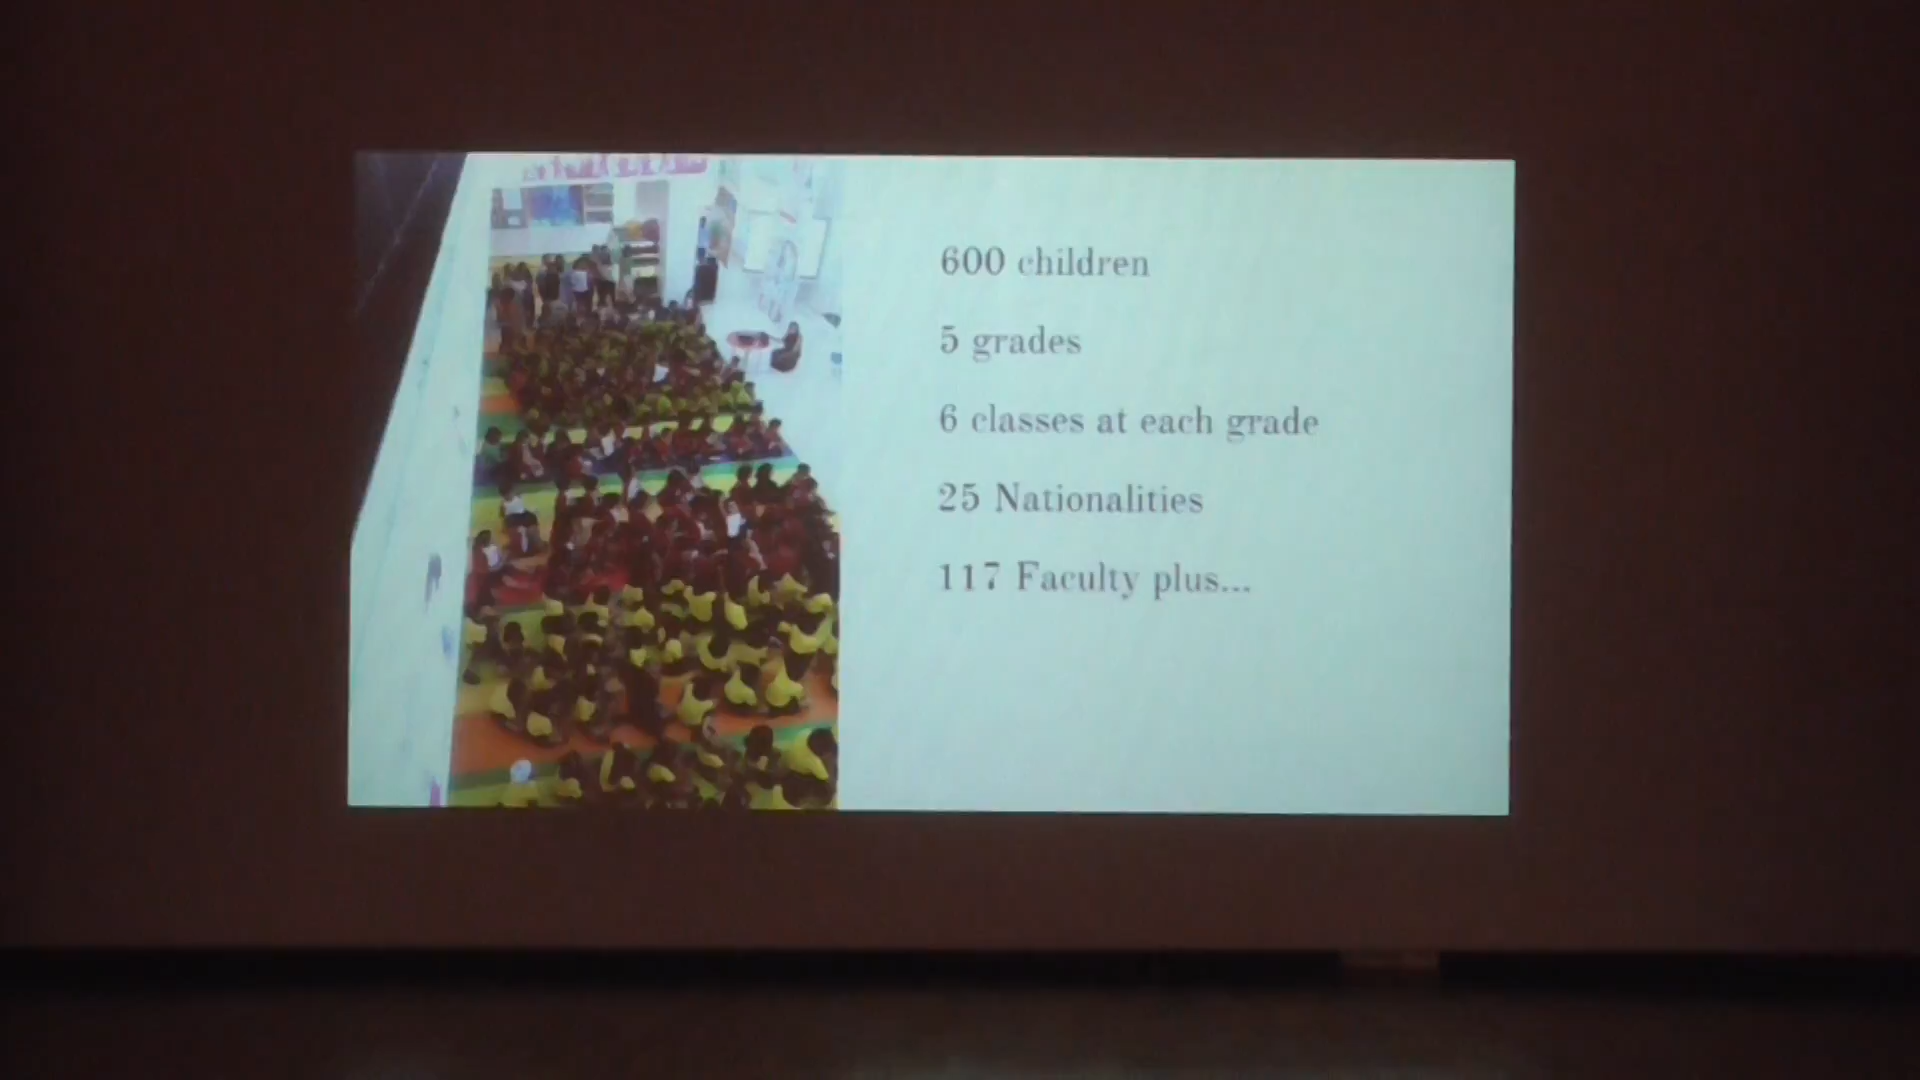 600 children
5 grades
6 classes at each grade
25 Nationalities
117 Faculty plus...